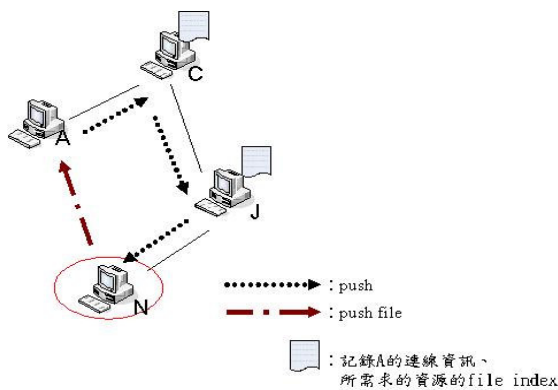 C
A
J
N
：push
：push file
：記錄A的連線資訊、
所需求的資源的file index